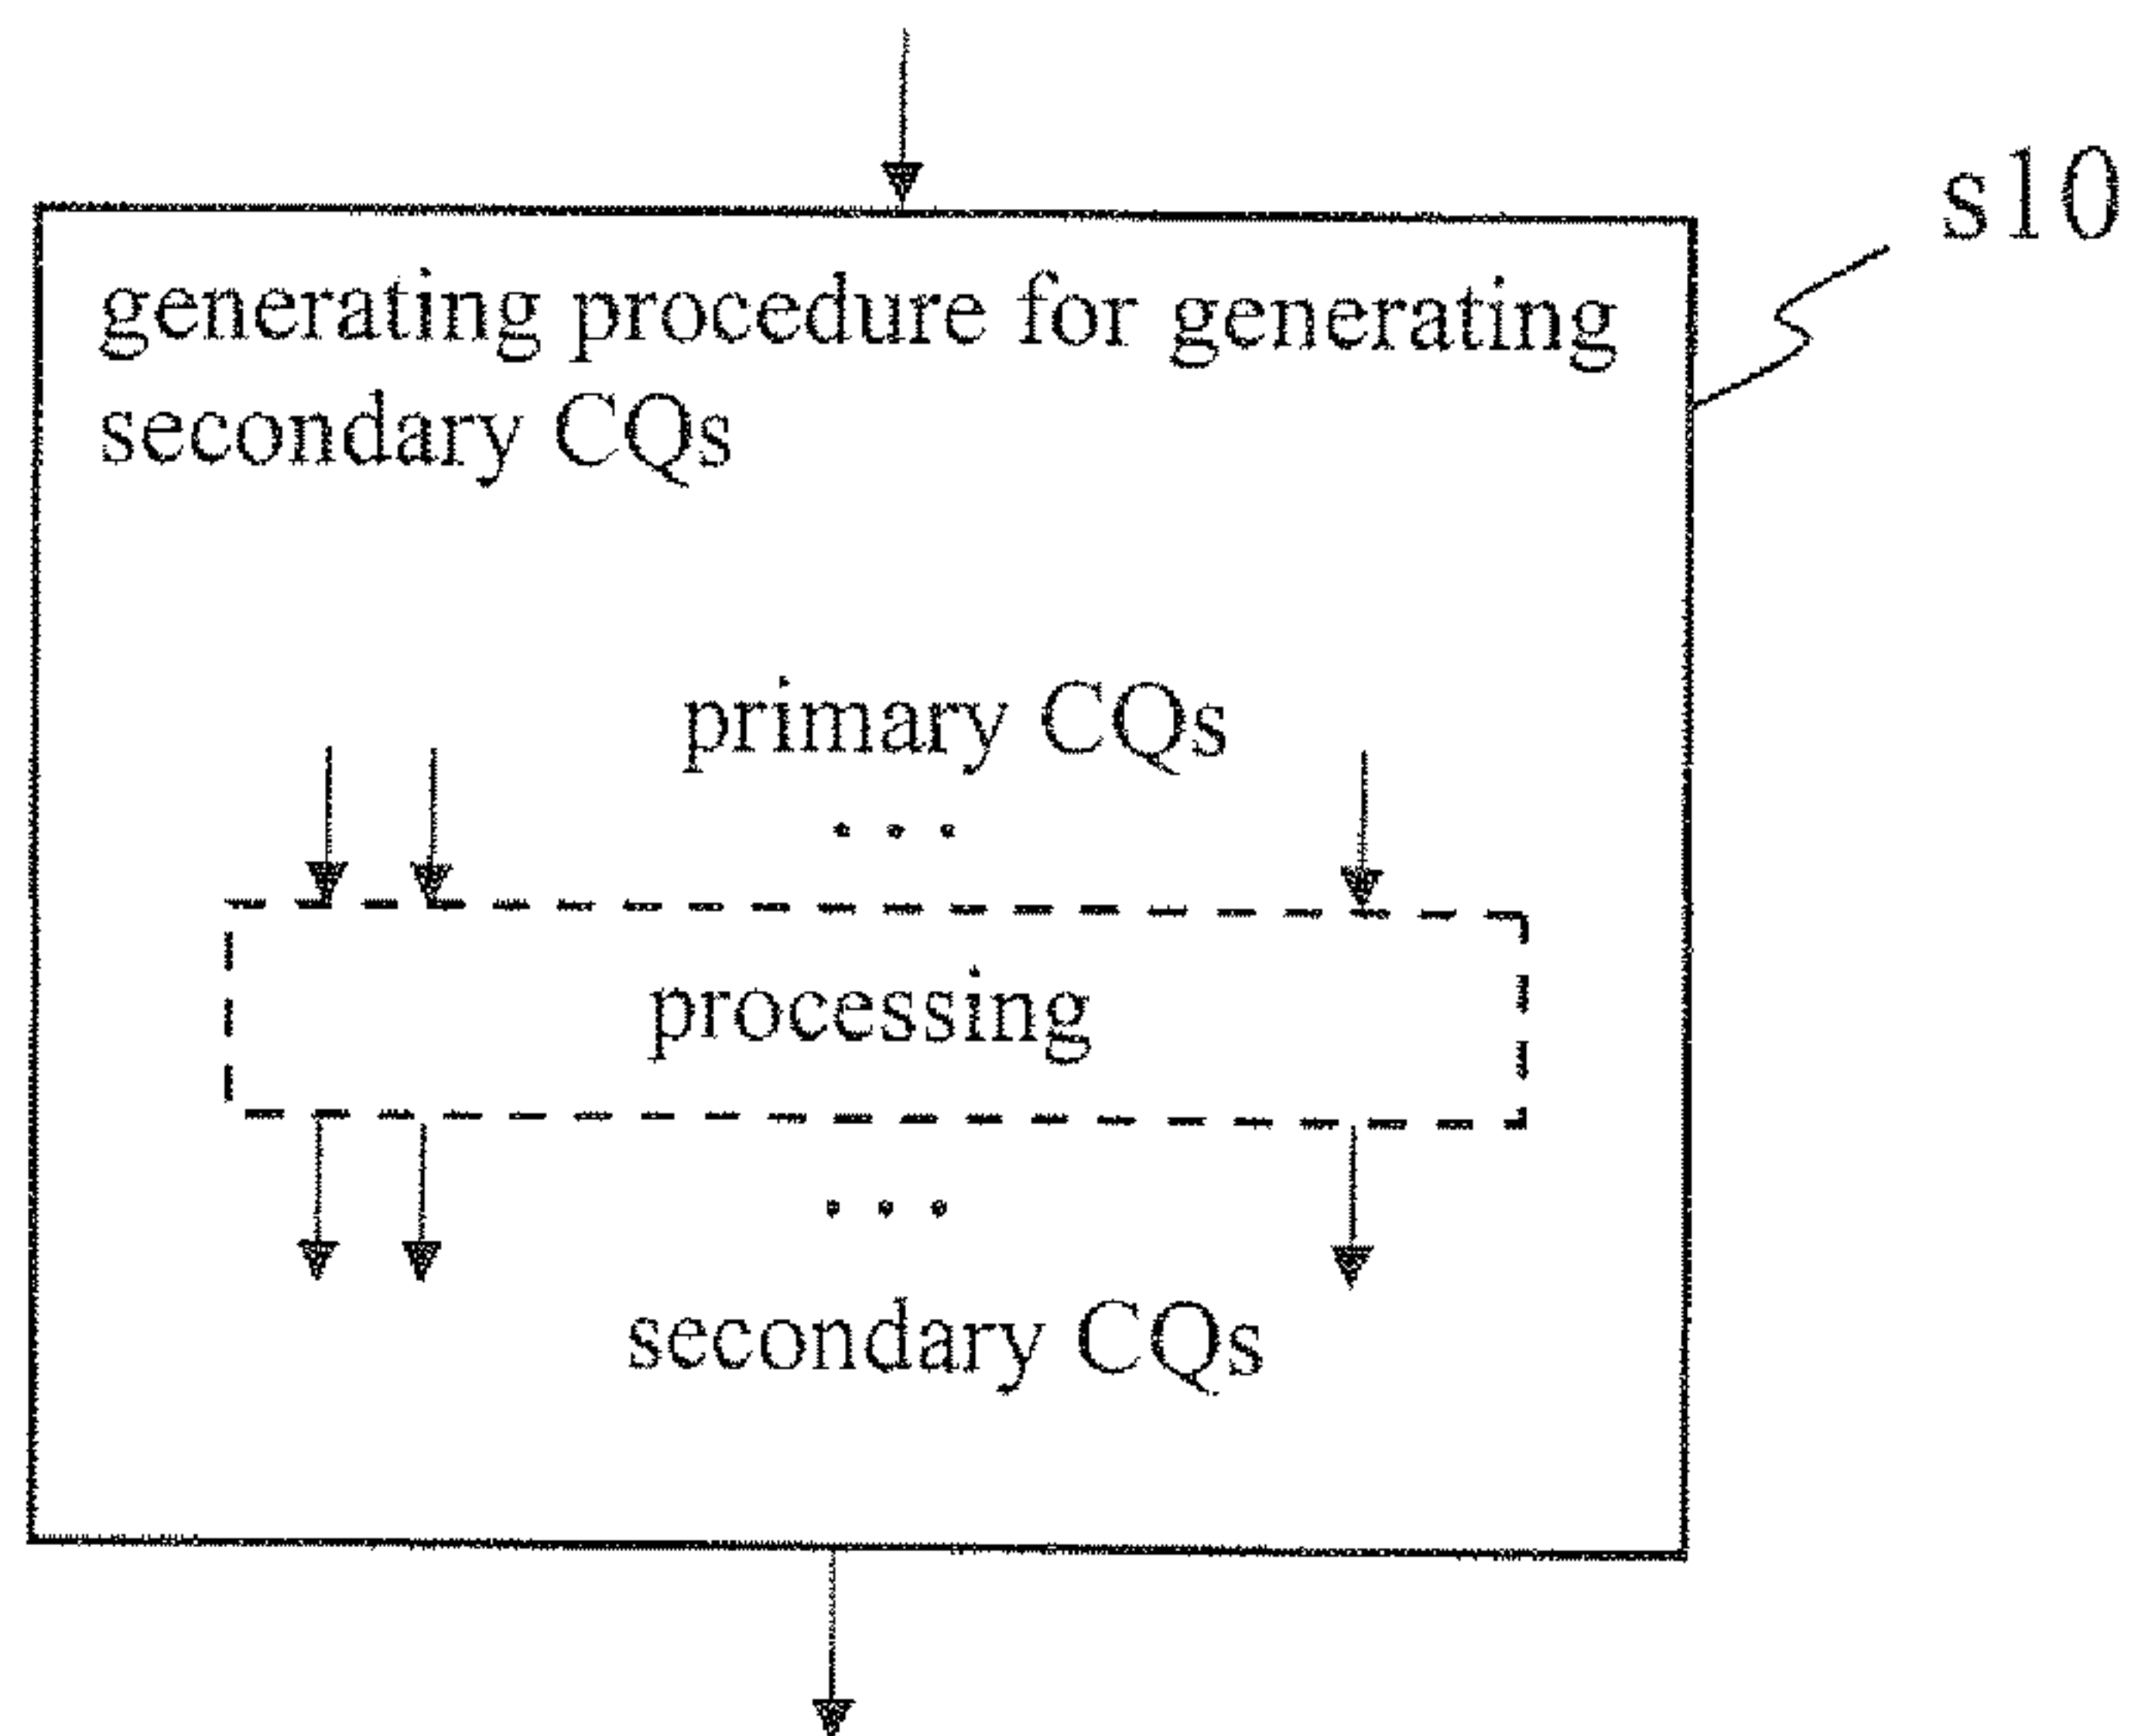 s10
generating procedure for generating
secondary CQs
primary CQs
. . .
processing
. . .
secondary CQs